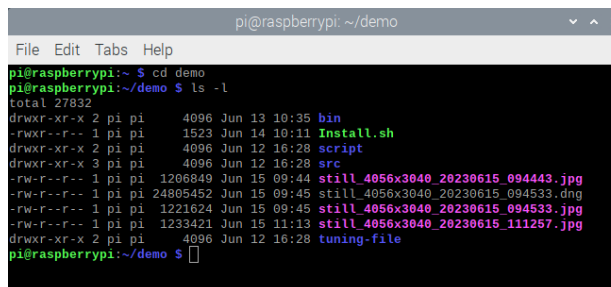 pi@raspberrypi: ~/demo
File Edit Tabs Help
pi@raspberrypi:~ $ cd demo
pi@raspberrypi:~/demo $ ls -l
total 27832
drwxr-xr-x 2 pi pi     4096 Jun 13 10:35 bin
-rwxr--r-- 1 pi pi     1523 Jun 14 10:11 Install.sh
drwxr-xr-x 2 pi pi     4096 Jun 12 16:28 script
drwxr-xr-x 3 pi pi     4096 Jun 12 16:28 src
-rw-r--r-- 1 pi pi  1206849 Jun 15 09:44 still_4056x3040_20230615_094443.jpg
-rw-r--r-- 1 pi pi 24805452 Jun 15 09:45 still_4056x3040_20230615_094533.dng
-rw-r--r-- 1 pi pi  1221624 Jun 15 09:45 still_4056x3040_20230615_094533.jpg
-rw-r--r-- 1 pi pi  1233421 Jun 15 11:13 still_4056x3040_20230615_111257.jpg
drwxr-xr-x 2 pi pi     4096 Jun 12 16:28 tuning-file
pi@raspberrypi:~/demo $